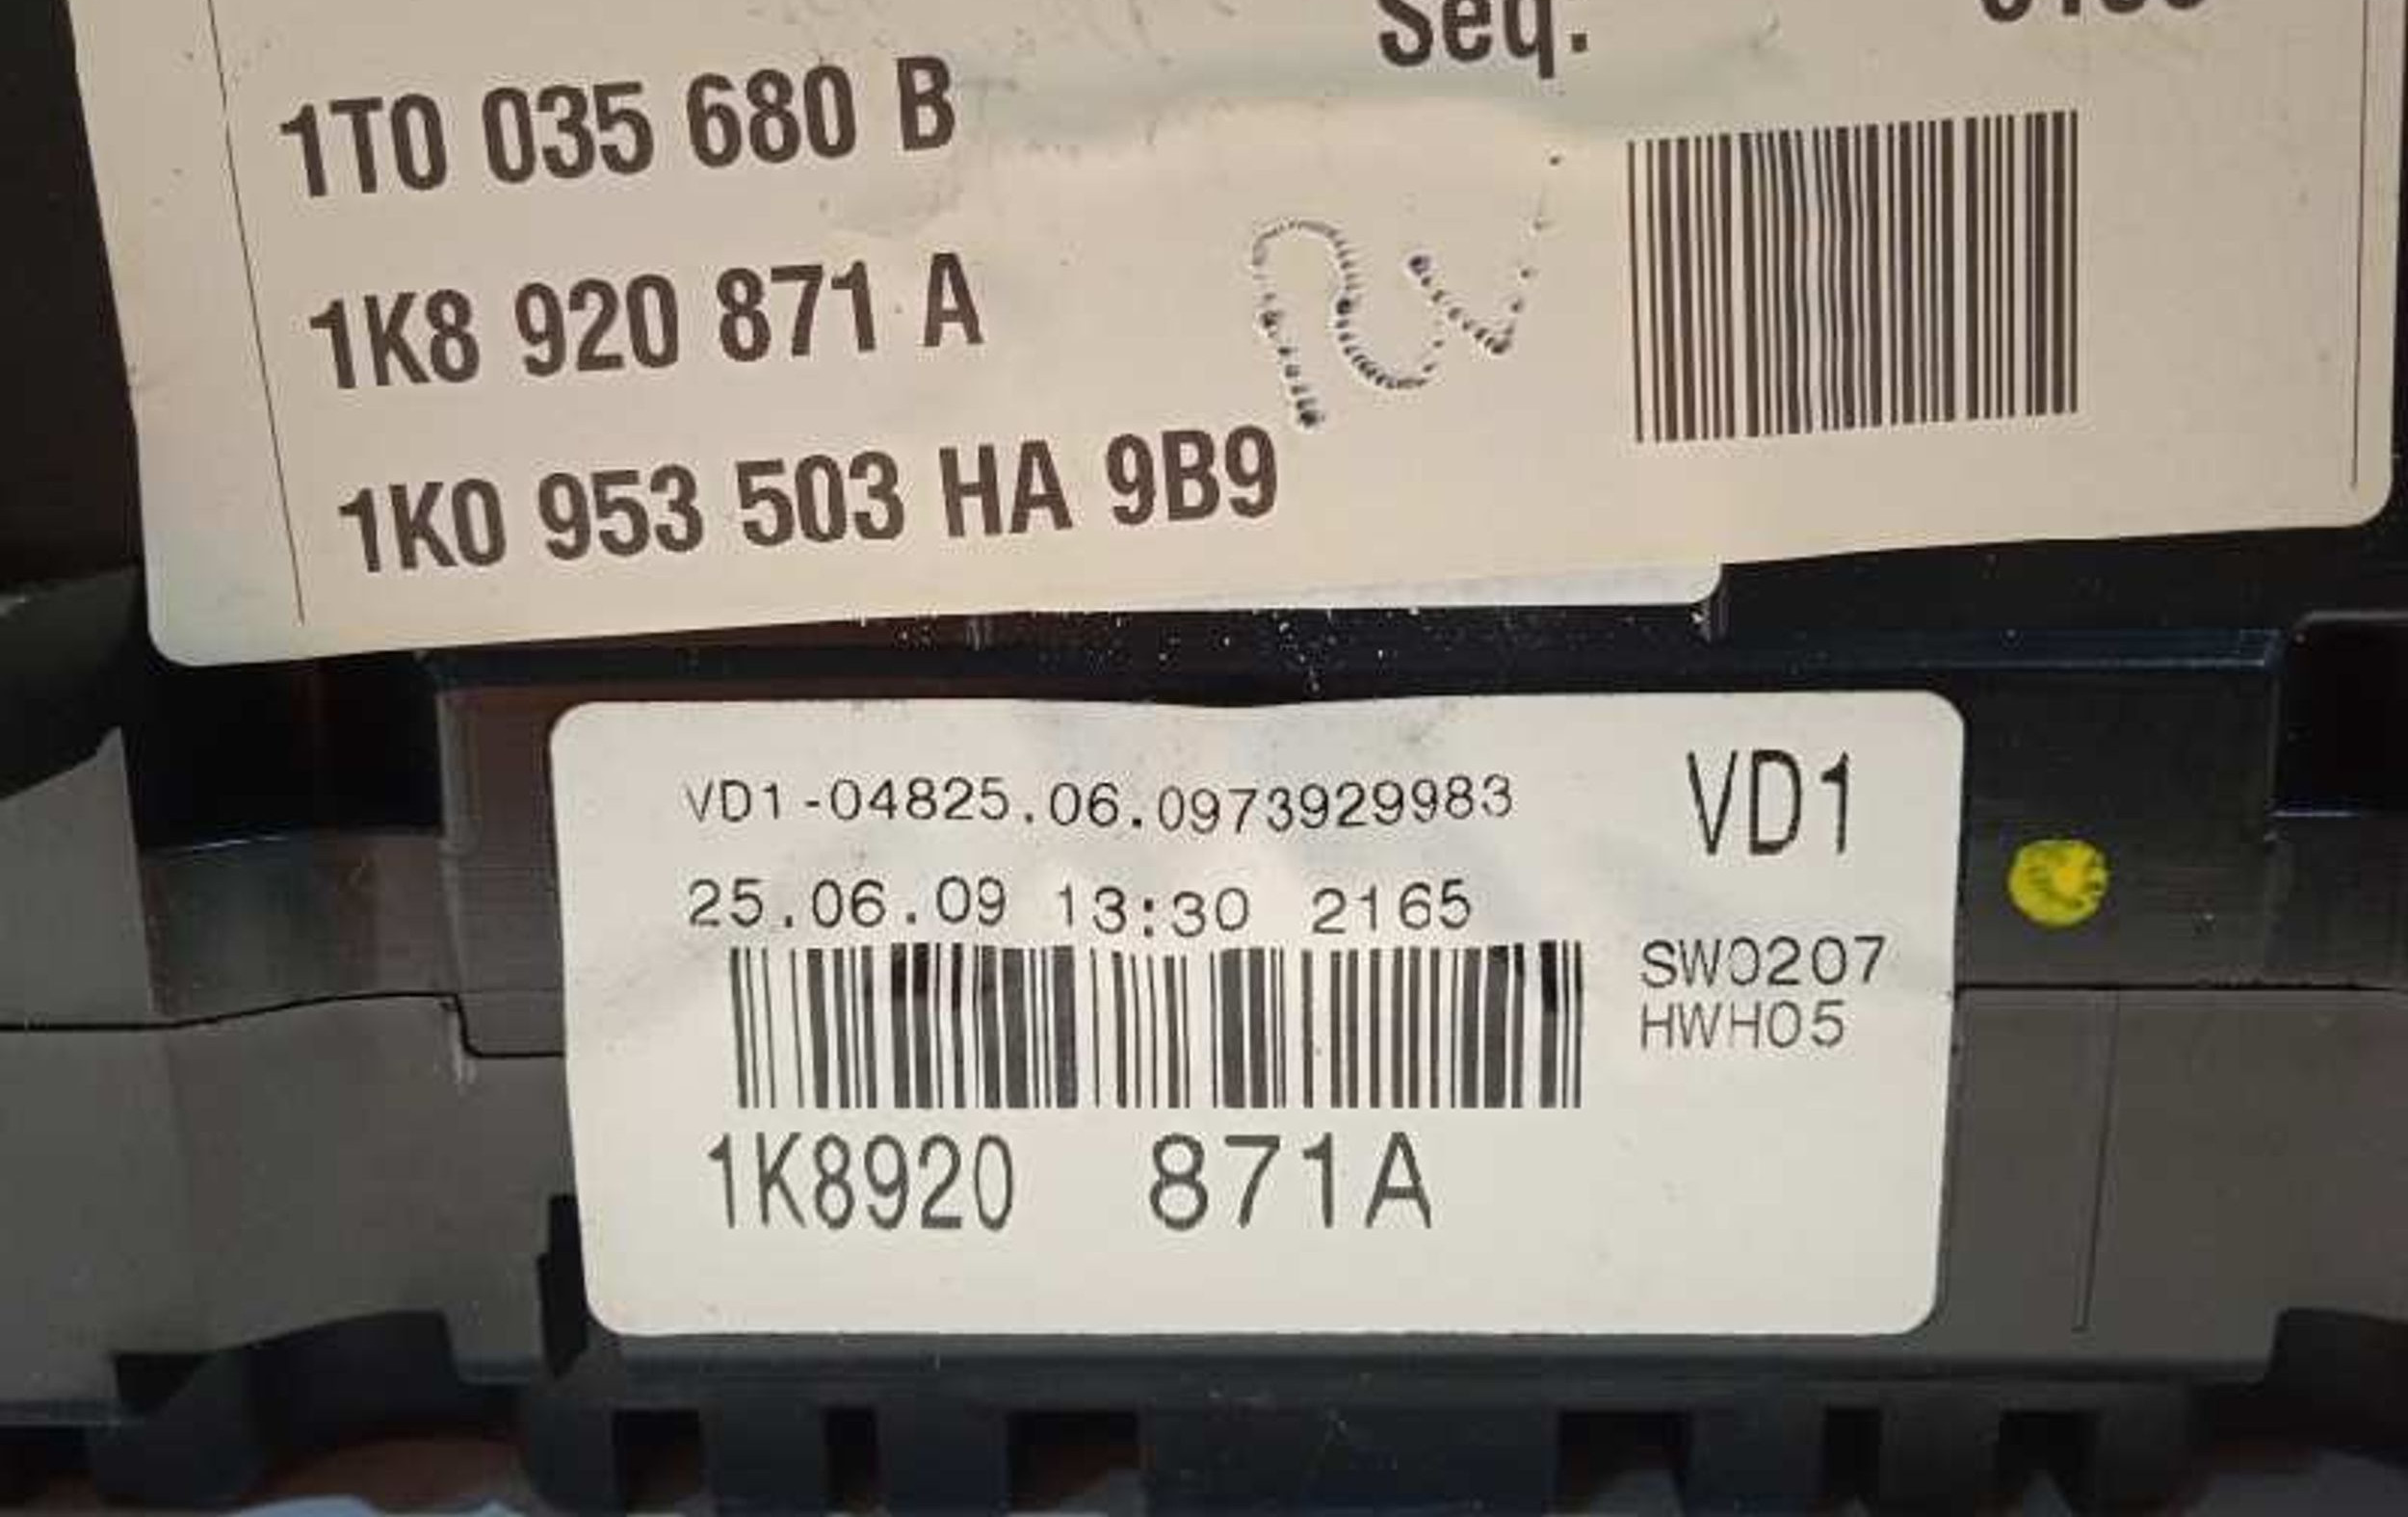 Seq:
1T0 035 680 B
1K8 920 871 A
1K0 953 503 HA 9B9
VD1-04825.06.0973929983
VD1
25.06.09 13:30 2165
SW0207
HWH05
1K8920 871A